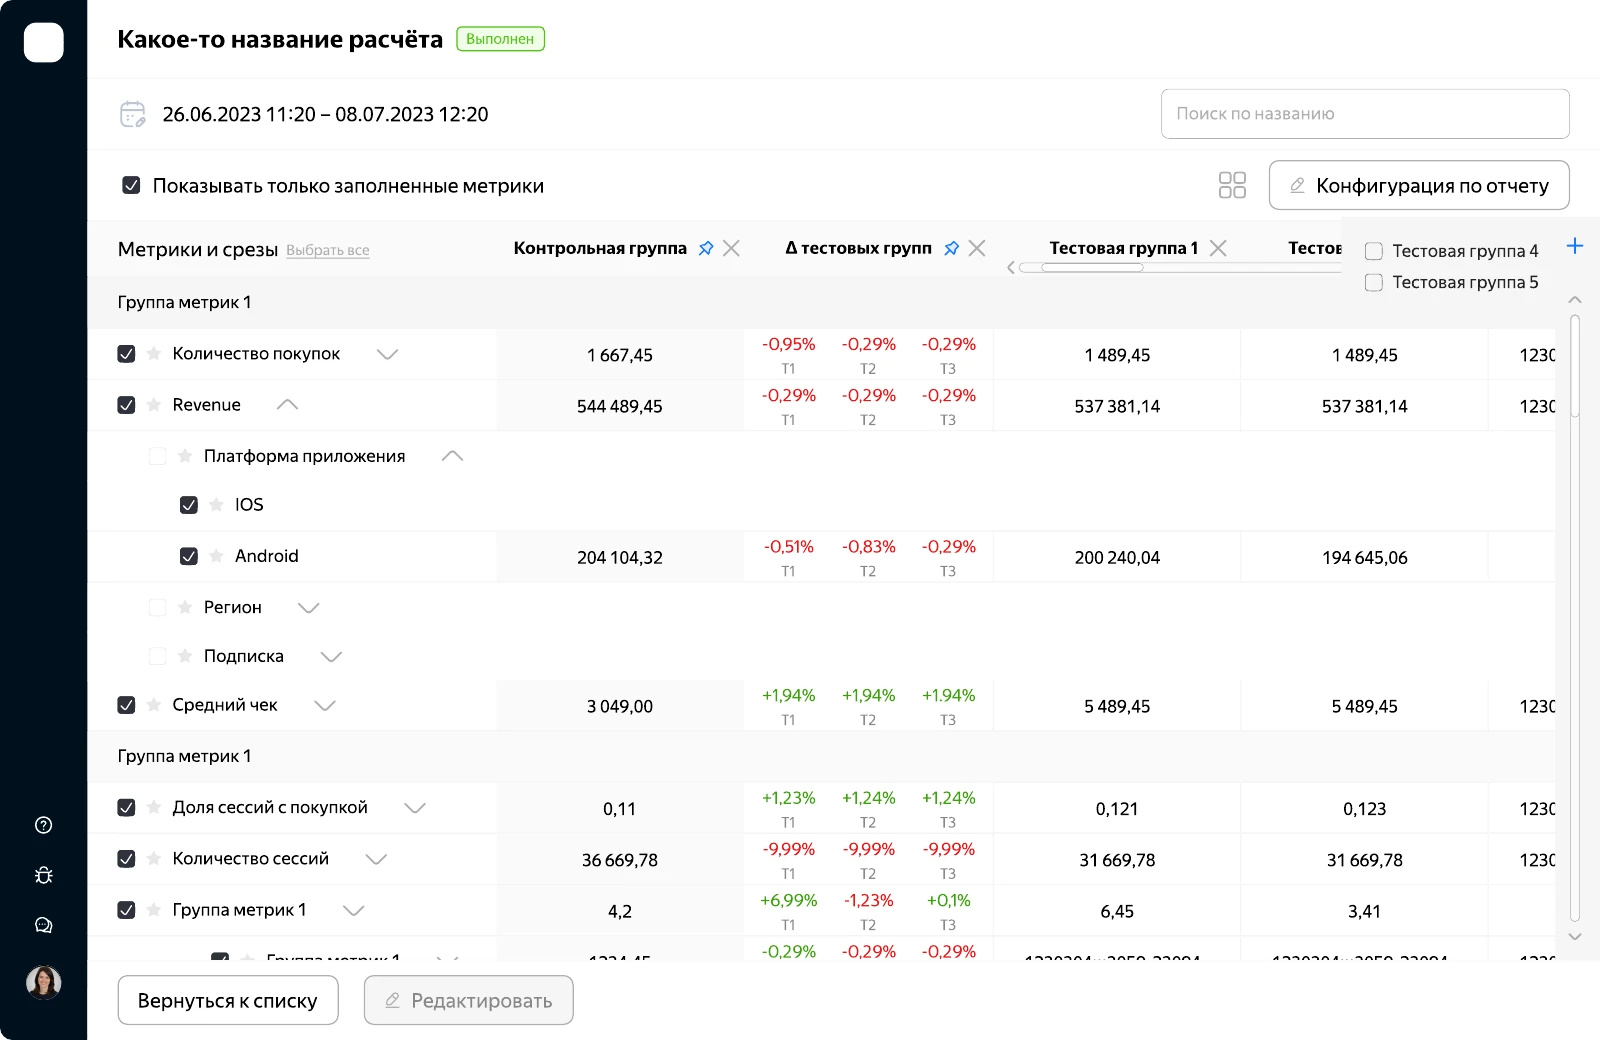 Какое-то название расчёта Выполнен
26.06.2023 11:20 – 08.07.2023 12:20 Поиск по названию
Показывать только заполненные метрики Конфигурация по отчету
Метрики и срезы Выбрать все Контрольная группа Δ тестовых групп Тестовая группа 1 Тестов Тестовая группа 4
Тестовая группа 5
Группа метрик 1
Количество покупок 1 667,45 -0,95% -0,29% -0,29% 1 489,45 1 489,45 1230
T1 T2 T3
Revenue 544 489,45 -0,29% -0,29% -0,29% 537 381,14 537 381,14 1230
T1 T2 T3
Платформа приложения
IOS
Android 204 104,32 -0,51% -0,83% -0,29% 200 240,04 194 645,06
T1 T2 T3
Регион
Подписка
Средний чек 3 049,00 +1,94% +1,94% +1.94% 5 489,45 5 489,45 1230
T1 T2 T3
Группа метрик 1
Доля сессий с покупкой 0,11 +1,23% +1,24% +1,24% 0,121 0,123 1230
T1 T2 T3
Количество сессий 36 669,78 -9,99% -9,99% -9,99% 31 669,78 31 669,78 1230
T1 T2 T3
Группа метрик 1 4,2 +6,99% -1,23% +0,1% 6,45 3,41
T1 T2 T3
Группа метрик 1 -0,29% -0,29% -0,29%
Вернуться к списку Редактировать